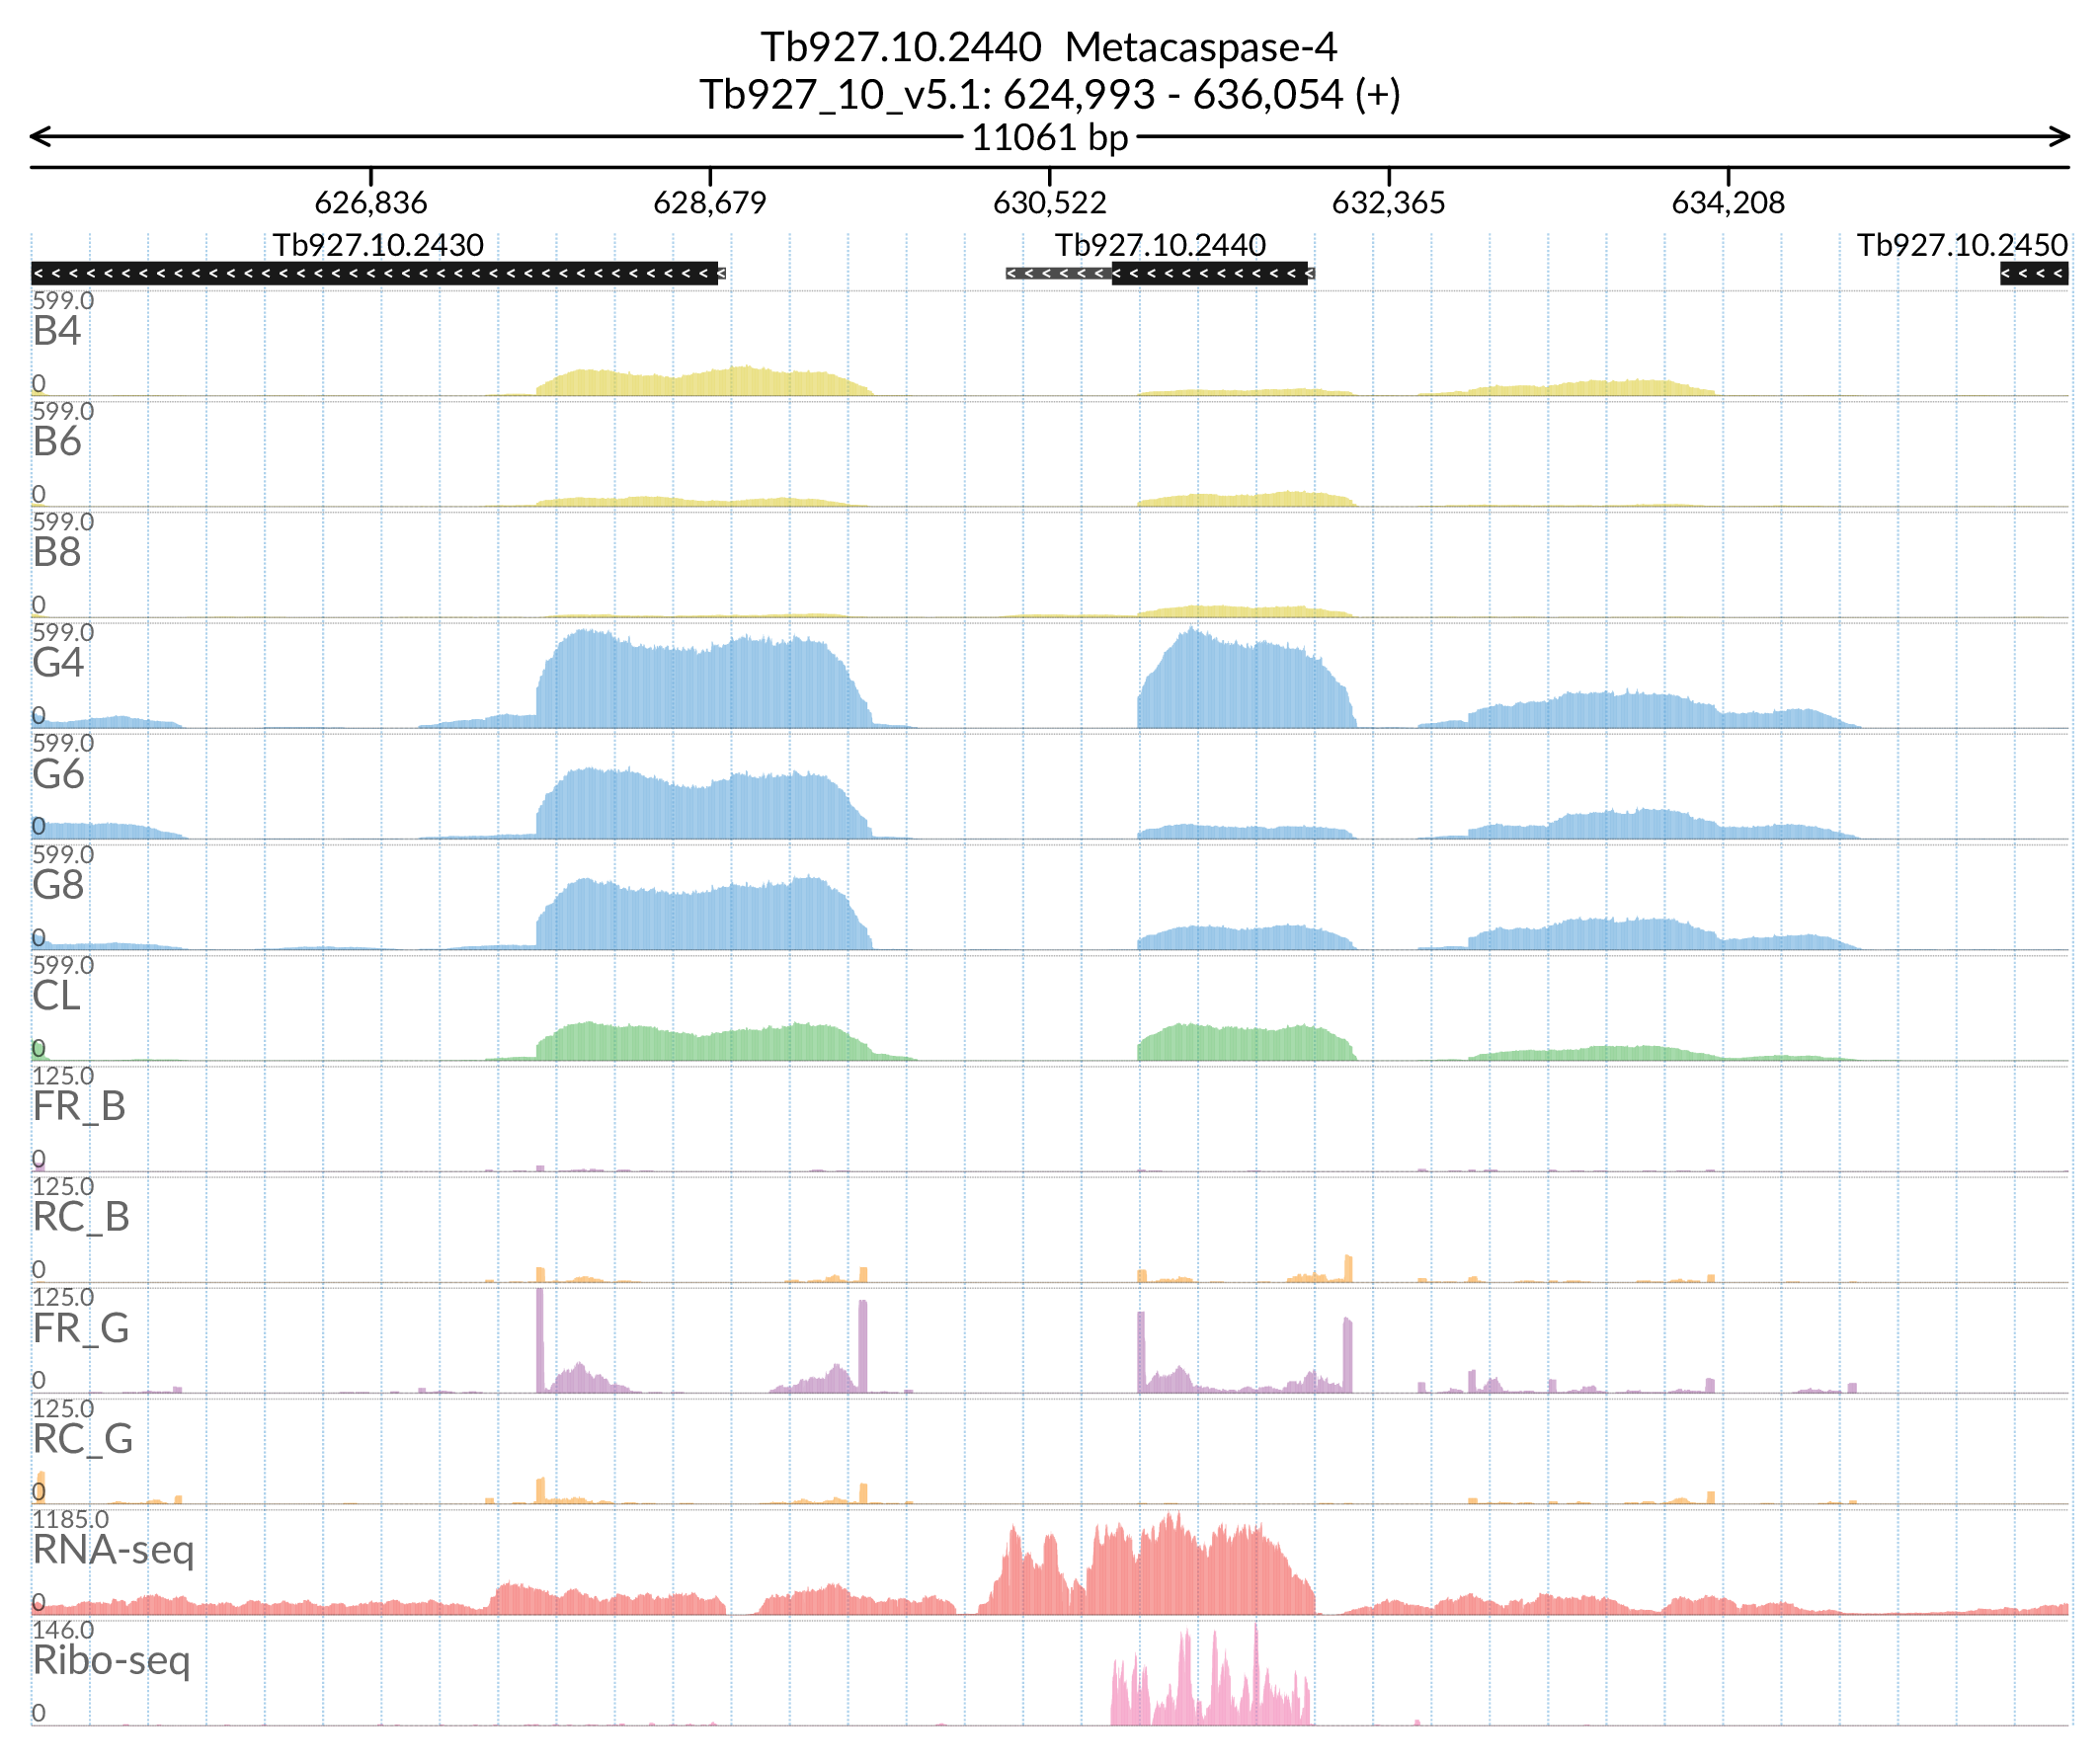 Tb927.10.2440 Metacaspase-4
Tb927_10_v5.1: 624,993 - 636,054 (+)
11061 bp
626,836 628,679 630,522 632,365 634,208
Tb927.10.2430 Tb927.10.2440 Tb927.10.2450
599.0
B4
0
599.0
B6
0
599.0
B8
0
599.0
G4
0
599.0
G6
0
599.0
G8
0
599.0
CL
0
125.0
FR_B
0
125.0
RC_B
0
125.0
FR_G
0
125.0
RC_G
0
1185.0
RNA-seq
0
146.0
Ribo-seq
0